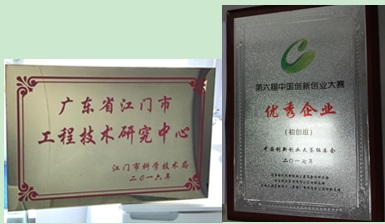 广东省江门市
工程技术研究中心
江门市科学技术局
二〇一六年
第六届中国创新创业大赛
优秀企业
（初创组）
中国创新创业大赛组委会
二〇一七年